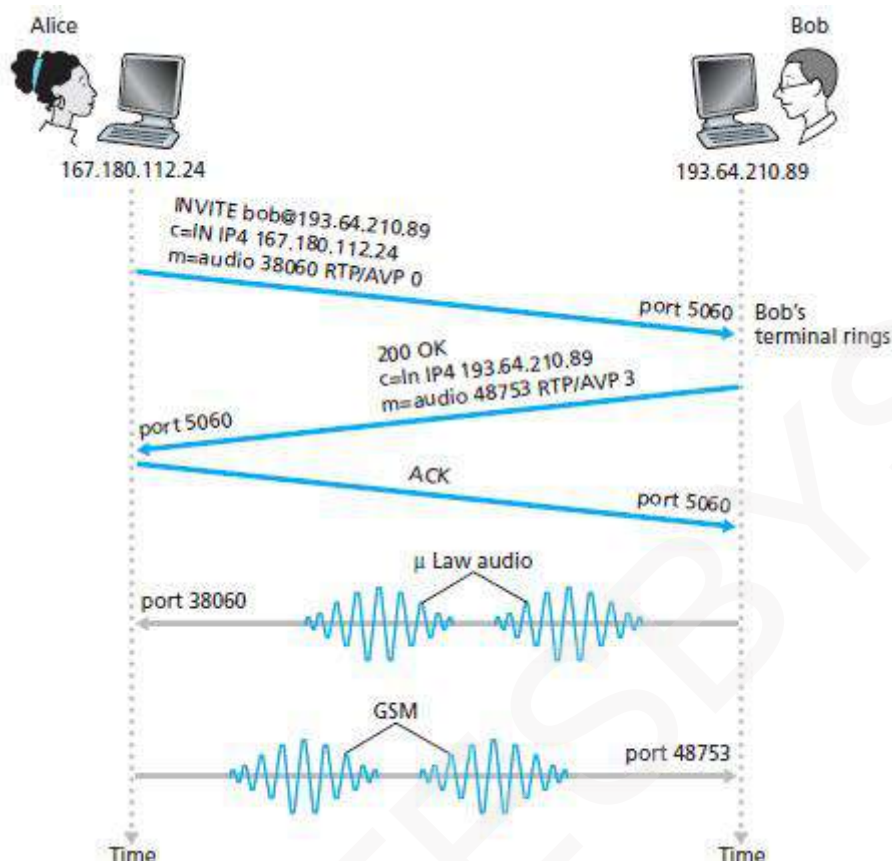 Alice
Bob
167.180.112.24
193.64.210.89
INVITE bob@193.64.210.89
c=IN IP4 167.180.112.24
m=audio 38060 RTP/AVP 0
port 5060
Bob's
terminal rings
200 OK
c=In IP4 193.64.210.89
m=audio 48753 RTP/AVP 3
port 5060
ACK
port 5060
μ Law audio
port 38060
GSM
port 48753
Time
Time